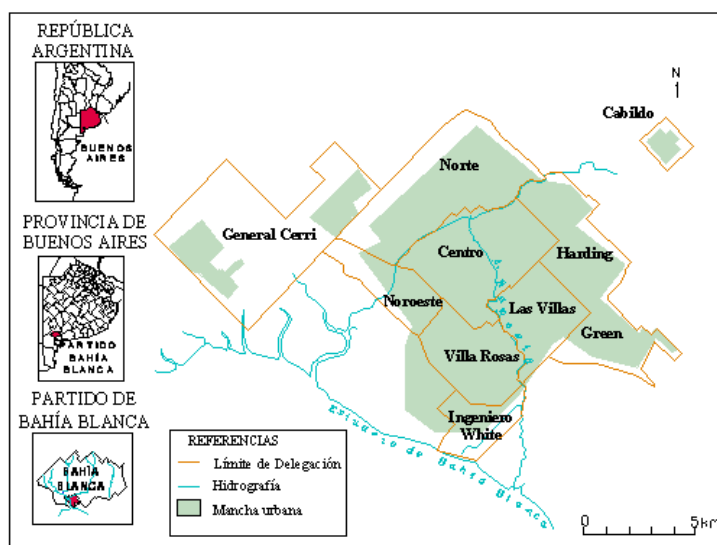 REPÚBLICA
ARGENTINA
BUENOS
AIRES
PROVINCIA DE
BUENOS AIRES
PARTIDO
BAHÍA
BLANCA
PARTIDO DE
BAHÍA BLANCA
BAHÍA
BLANCA
N
Cabildo
Norte
General Cerri
Centro
Harding
Noroeste
Las Villas
Green
Villa Rosas
Ingeniero
White
Estuario de Bahía Blanca
REFERENCIAS
Límite de Delegación
Hidrografía
Mancha urbana
0 5km